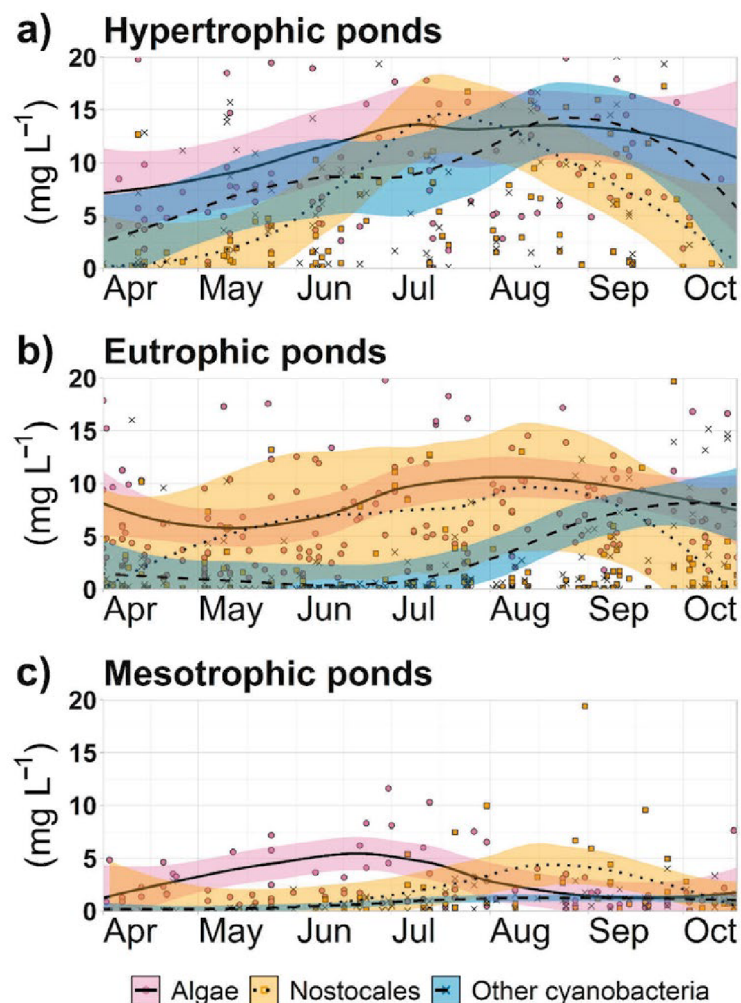 a) Hypertrophic ponds
20
15
10
5
0
(mg L⁻¹)
Apr May Jun Jul Aug Sep Oct
b) Eutrophic ponds
20
15
10
5
0
(mg L⁻¹)
Apr May Jun Jul Aug Sep Oct
c) Mesotrophic ponds
20
15
10
5
0
(mg L⁻¹)
Apr May Jun Jul Aug Sep Oct
Algae Nostocales Other cyanobacteria